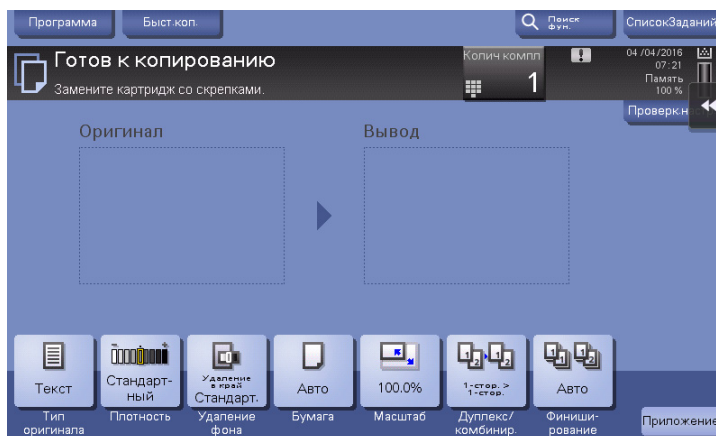 Программа
Быст.коп.
Поиск
фун.
СписокЗаданий
Готов к копированию
Замените картридж со скрепками.
Копич компл
1
04/04/2016
07:21
Память
100 %
Оригинал
Вывод
Текст
Стандарт-
ный
Удаление
в край
Стандарт.
Авто
100.0%
1-стор. >
1-стор.
Авто
Тип
оригинала
Плотность
Удаление
фона
Бумага
Масштаб
Дуплекс/
комбинир.
Финиши-
рование
Приложение